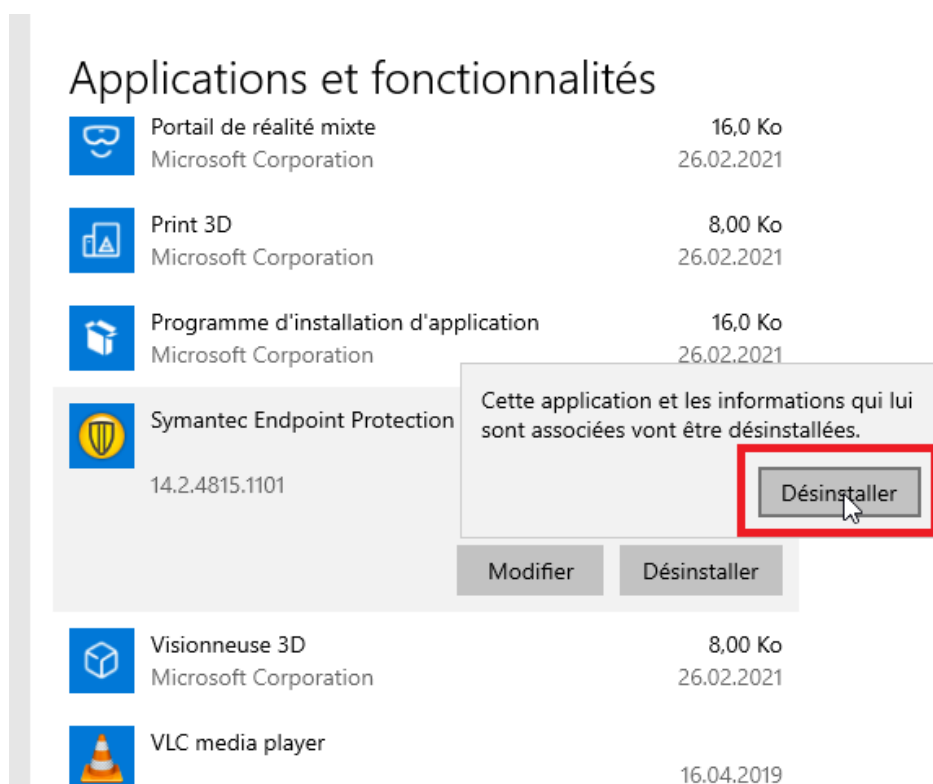 Applications et fonctionnalités
Portail de réalité mixte 16,0 Ko
Microsoft Corporation 26.02.2021
Print 3D 8,00 Ko
Microsoft Corporation 26.02.2021
Programme d'installation d'application 16,0 Ko
Microsoft Corporation 26.02.2021
Symantec Endpoint Protection
14.2.4815.1101
Cette application et les informations qui lui
sont associées vont être désinstallées.
Désinstaller
Modifier Désinstaller
Visionneuse 3D 8,00 Ko
Microsoft Corporation 26.02.2021
VLC media player
16.04.2019